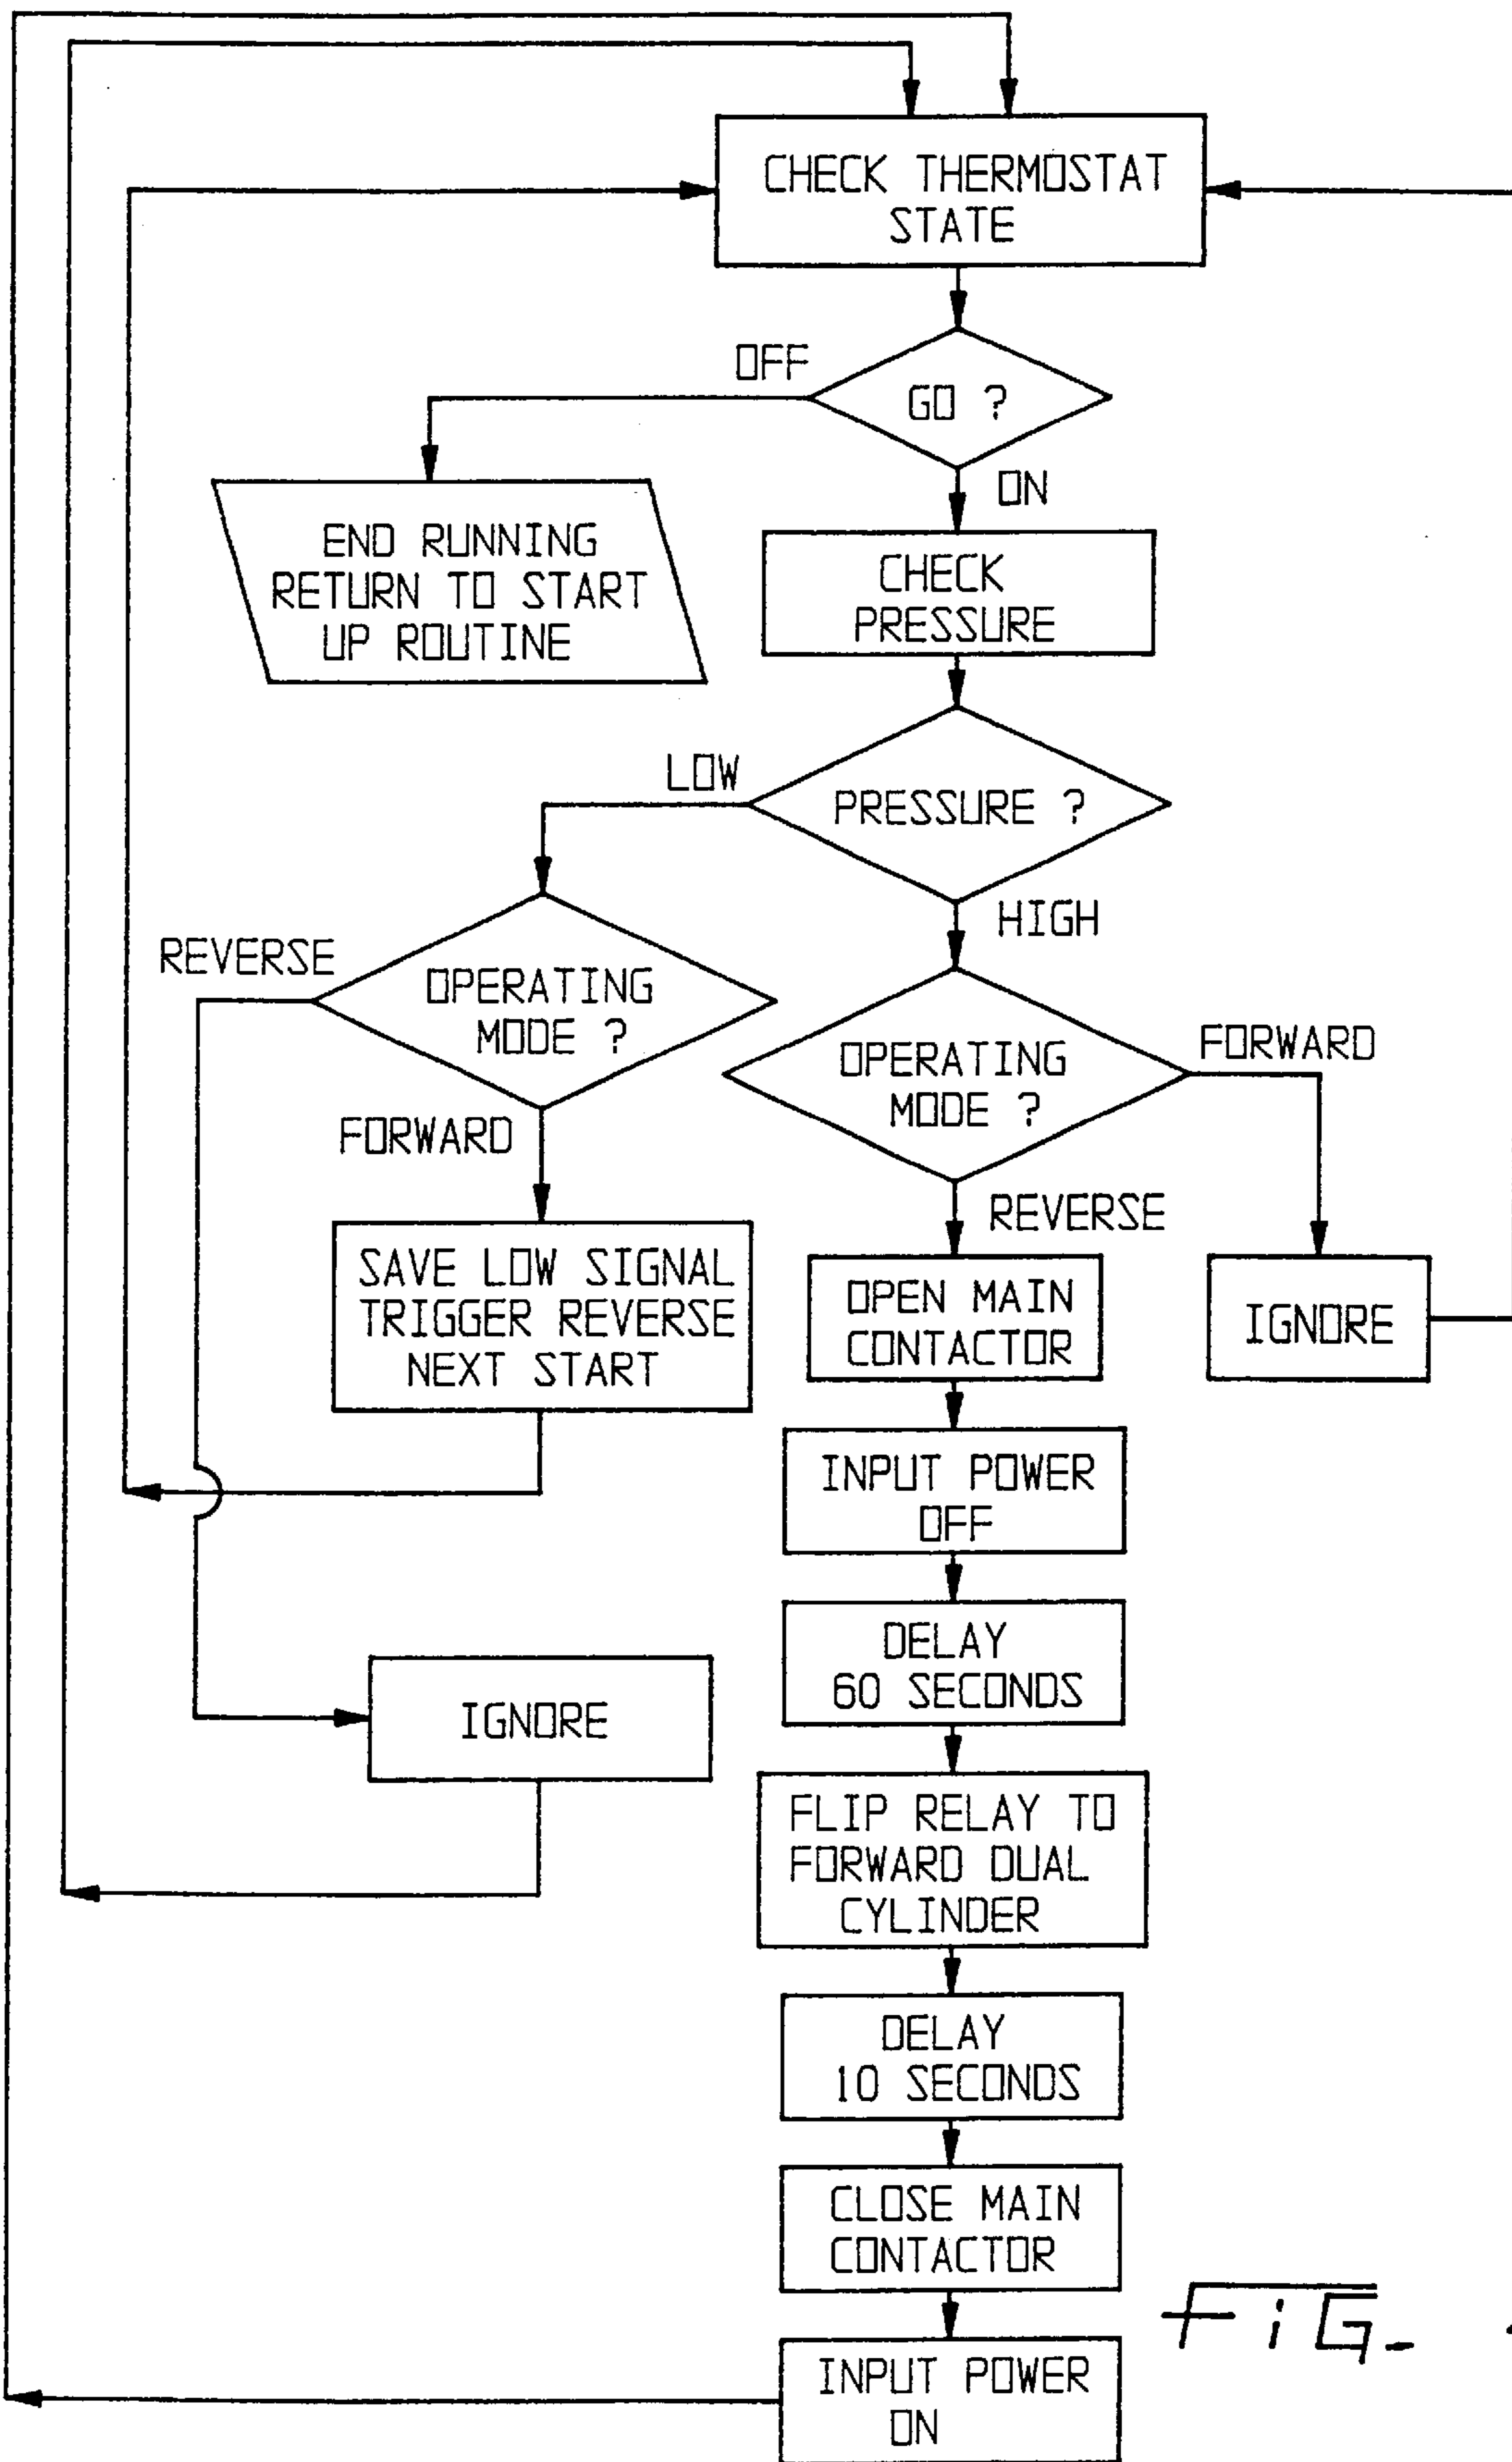 CHECK THERMOSTAT
STATE
OFF
GO ?
ON
END RUNNING
RETURN TO START
UP ROUTINE
CHECK
PRESSURE
LOW
PRESSURE ?
HIGH
REVERSE
OPERATING
MODE ?
FORWARD
OPERATING
MODE ?
FORWARD
REVERSE
SAVE LOW SIGNAL
TRIGGER REVERSE
NEXT START
OPEN MAIN
CONTACTOR
IGNORE
INPUT POWER
OFF
DELAY
60 SECONDS
IGNORE
FLIP RELAY TO
FORWARD DUAL
CYLINDER
DELAY
10 SECONDS
CLOSE MAIN
CONTACTOR
INPUT POWER
ON
FiG-